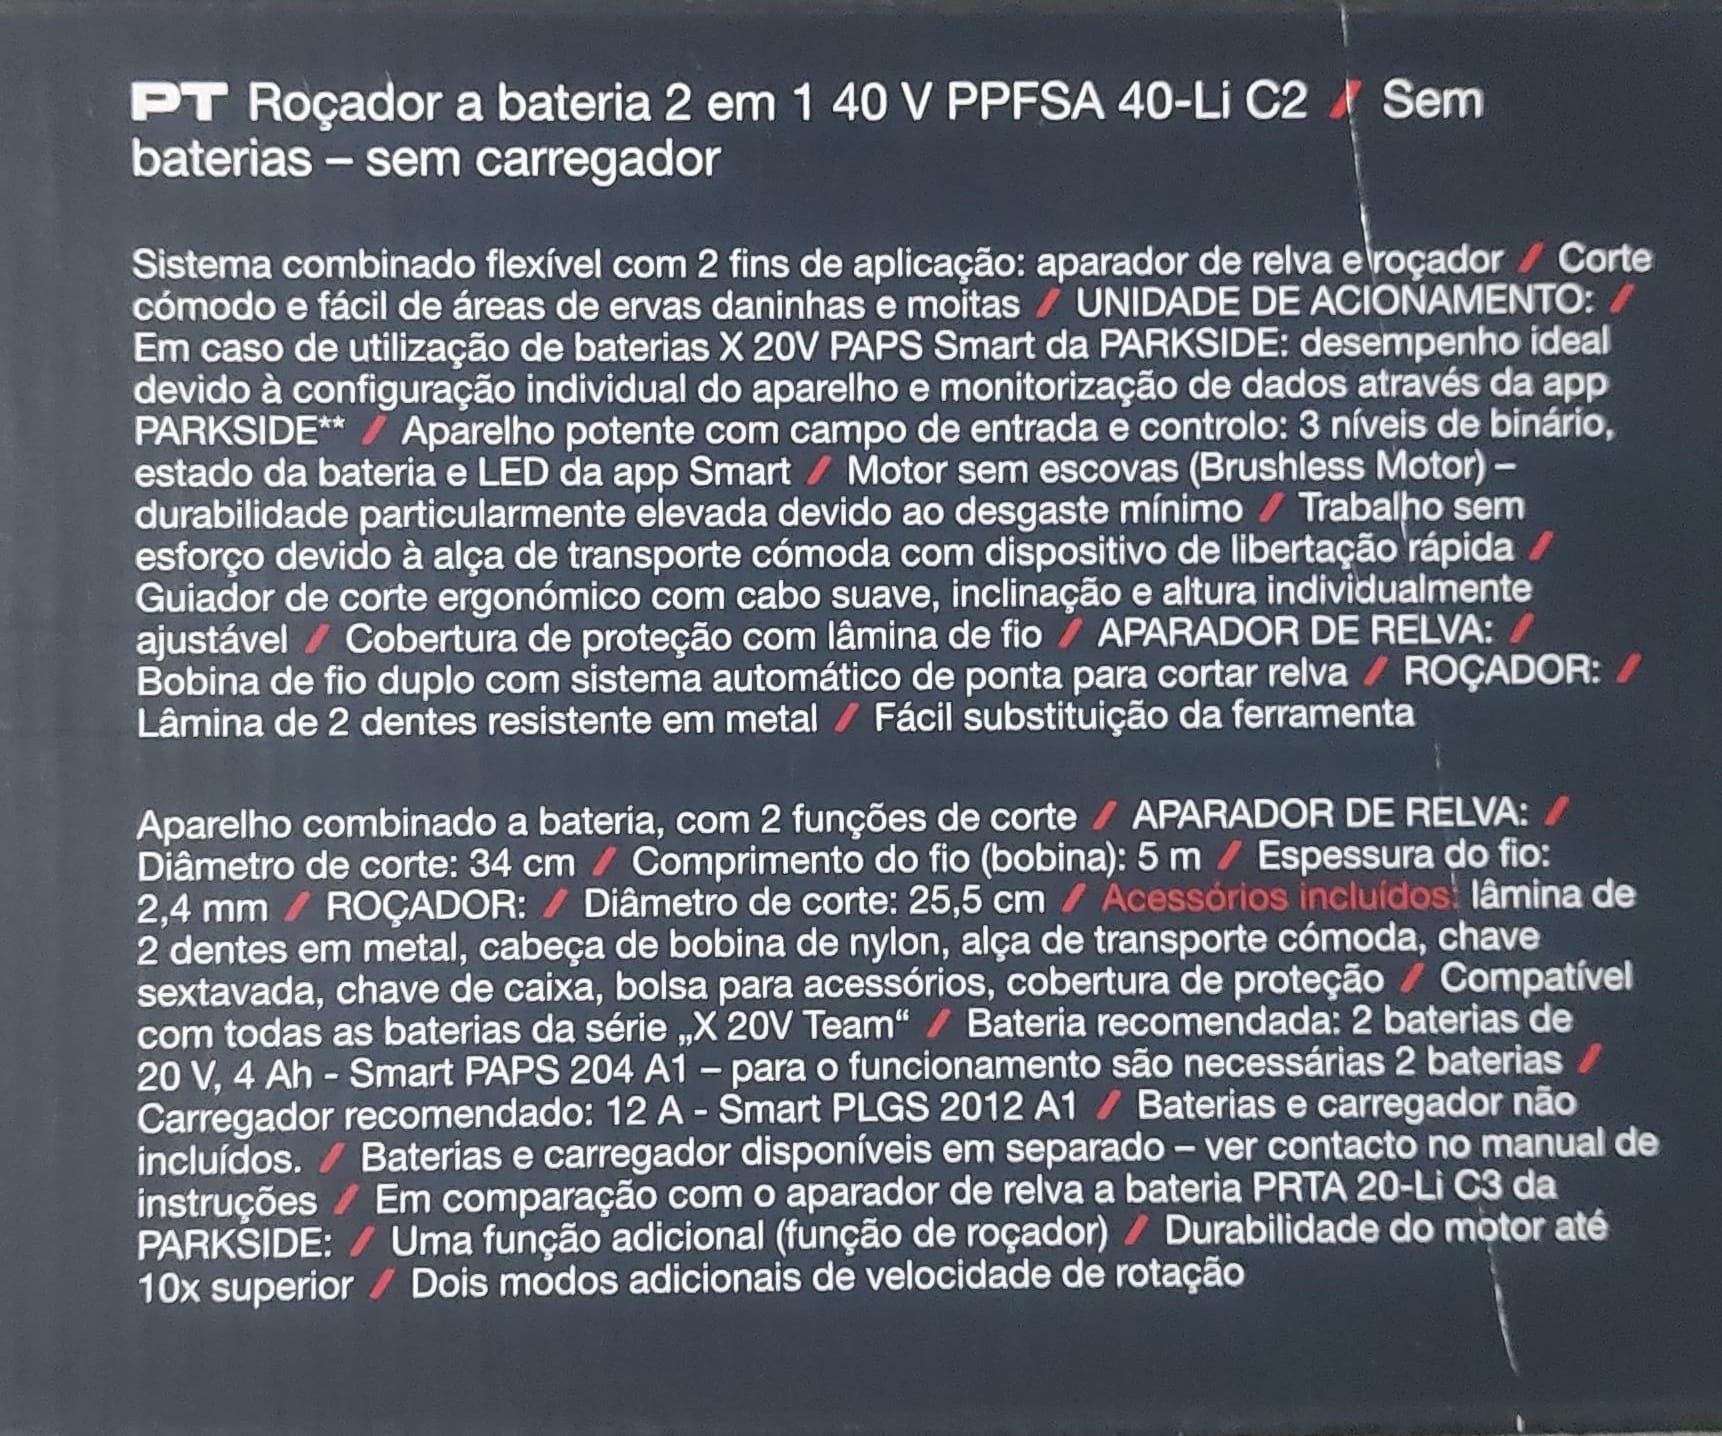 PT Roçador a bateria 2 em 1 40 V PPFSA 40-Li C2 / Sem
baterias – sem carregador
Sistema combinado flexível com 2 fins de aplicação: aparador de relva e roçador / Corte
cómodo e fácil de áreas de ervas daninhas e moitas / UNIDADE DE ACIONAMENTO: /
Em caso de utilização de baterias X 20V PAPS Smart da PARKSIDE: desempenho ideal
devido à configuração individual do aparelho e monitorização de dados através da app
PARKSIDE** / Aparelho potente com campo de entrada e controlo: 3 níveis de binário,
estado da bateria e LED da app Smart / Motor sem escovas (Brushless Motor) –
durabilidade particularmente elevada devido ao desgaste mínimo / Trabalho sem
esforço devido à alça de transporte cómoda com dispositivo de libertação rápida /
Guiador de corte ergonómico com cabo suave, inclinação e altura individualmente
ajustável / Cobertura de proteção com lâmina de fio / APARADOR DE RELVA: /
Bobina de fio duplo com sistema automático de ponta para cortar relva / ROÇADOR: /
Lâmina de 2 dentes resistente em metal / Fácil substituição da ferramenta
Aparelho combinado a bateria, com 2 funções de corte / APARADOR DE RELVA: /
Diâmetro de corte: 34 cm / Comprimento do fio (bobina): 5 m / Espessura do fio:
2,4 mm / ROÇADOR: / Diâmetro de corte: 25,5 cm / Acessórios incluídos: lâmina de
2 dentes em metal, cabeça de bobina de nylon, alça de transporte cómoda, chave
sextavada, chave de caixa, bolsa para acessórios, cobertura de proteção / Compatível
com todas as baterias da série „X 20V Team“ / Bateria recomendada: 2 baterias de
20 V, 4 Ah - Smart PAPS 204 A1 – para o funcionamento são necessárias 2 baterias /
Carregador recomendado: 12 A - Smart PLGS 2012 A1 / Baterias e carregador não
incluídos. / Baterias e carregador disponíveis em separado – ver contacto no manual de
instruções / Em comparação com o aparador de relva a bateria PRTA 20-Li C3 da
PARKSIDE: / Uma função adicional (função de roçador) / Durabilidade do motor até
10x superior / Dois modos adicionais de velocidade de rotação